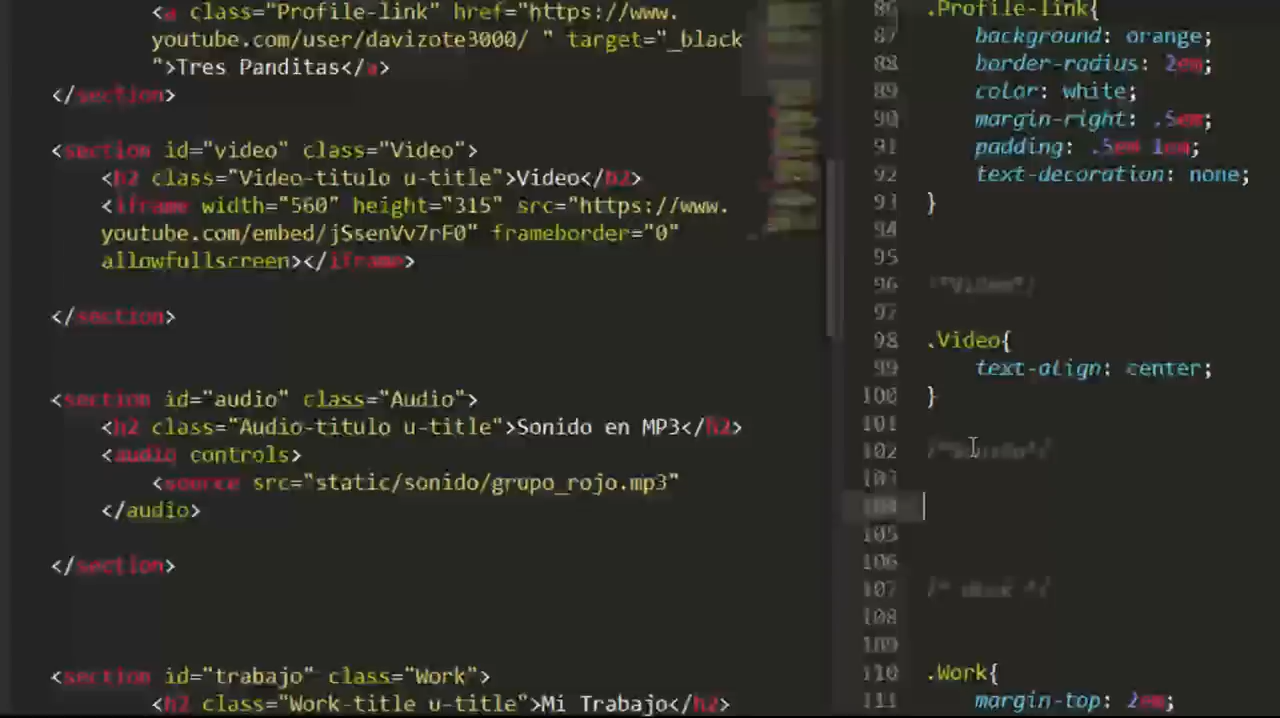 <a class="Profile-link" href="https://www.
youtube.com/user/davizote3000/ " target="_black
">Tres Panditas</a>
</section>
<section id="video" class="Video">
<h2 class="Video-titulo u-title">Video</h2>
<iframe width="560" height="315" src="https://www.
youtube.com/embed/jSsenVv7rF0" frameborder="0"
allowfullscreen></iframe>
</section>
<section id="audio" class="Audio">
<h2 class="Audio-titulo u-title">Sonido en MP3</h2>
<audio controls>
<source src="static/sonido/grupo_rojo.mp3"
</audio>
</section>
<section id="trabajo" class="Work">
<h2 class="Work-title u-title">Mi Trabajo</h2>
86 .Profile-link{
87 background: orange;
88 border-radius: 2em;
89 color: white;
90 margin-right: .5em;
91 padding: .5em 1em;
92 text-decoration: none;
93 }
94
95
96 /*Video*/
97
98 .Video{
99 text-align: center;
100 }
101
102
103
104
105
106
107
108
109
110 .Work{
111 margin-top: 2em;